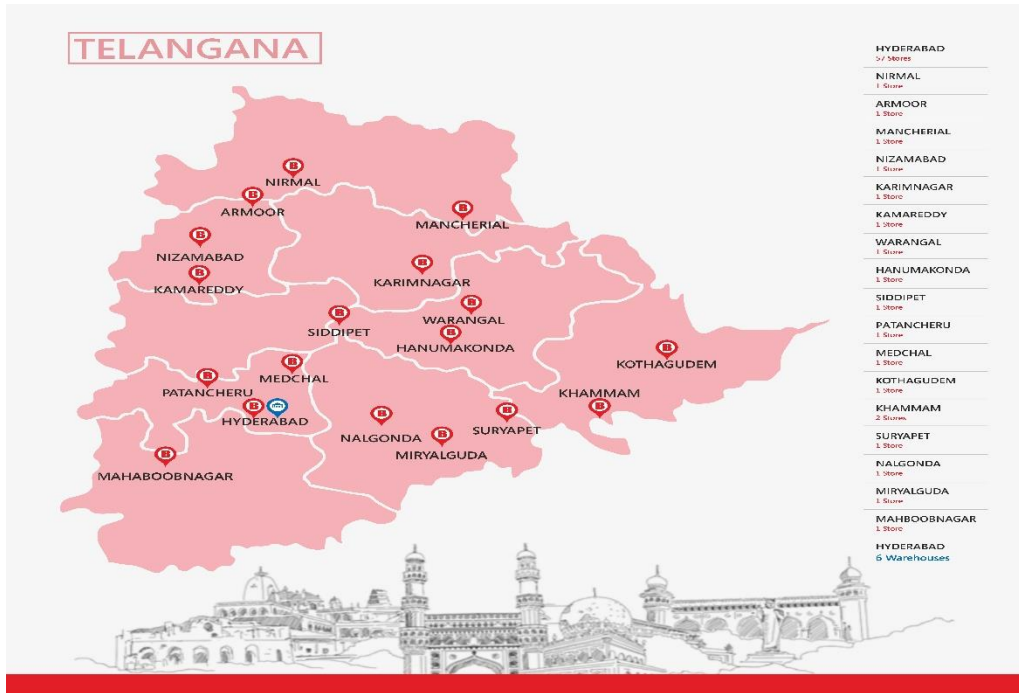 TELANGANA
NIRMAL
ARMOOR
MANCHERIAL
NIZAMABAD
KARIMNAGAR
KAMAREDDY
WARANGAL
SIDDIPET
HANUMAKONDA
KOTHAGUDEM
MEDCHAL
PATANCHERU
KHAMMAM
HYDERABAD
SURYAPET
NALGONDA
MIRYALGUDA
MAHABOOBNAGAR
HYDERABAD
57 Stores
NIRMAL
1 Store
ARMOOR
1 Store
MANCHERIAL
1 Store
NIZAMABAD
1 Store
KARIMNAGAR
1 Store
KAMAREDDY
1 Store
WARANGAL
1 Store
HANUMAKONDA
1 Store
SIDDIPET
1 Store
PATANCHERU
1 Store
MEDCHAL
1 Store
KOTHAGUDEM
1 Store
KHAMMAM
2 Stores
SURYAPET
1 Store
NALGONDA
1 Store
MIRYALGUDA
1 Store
MAHBOOBNAGAR
1 Store
HYDERABAD
6 Warehouses